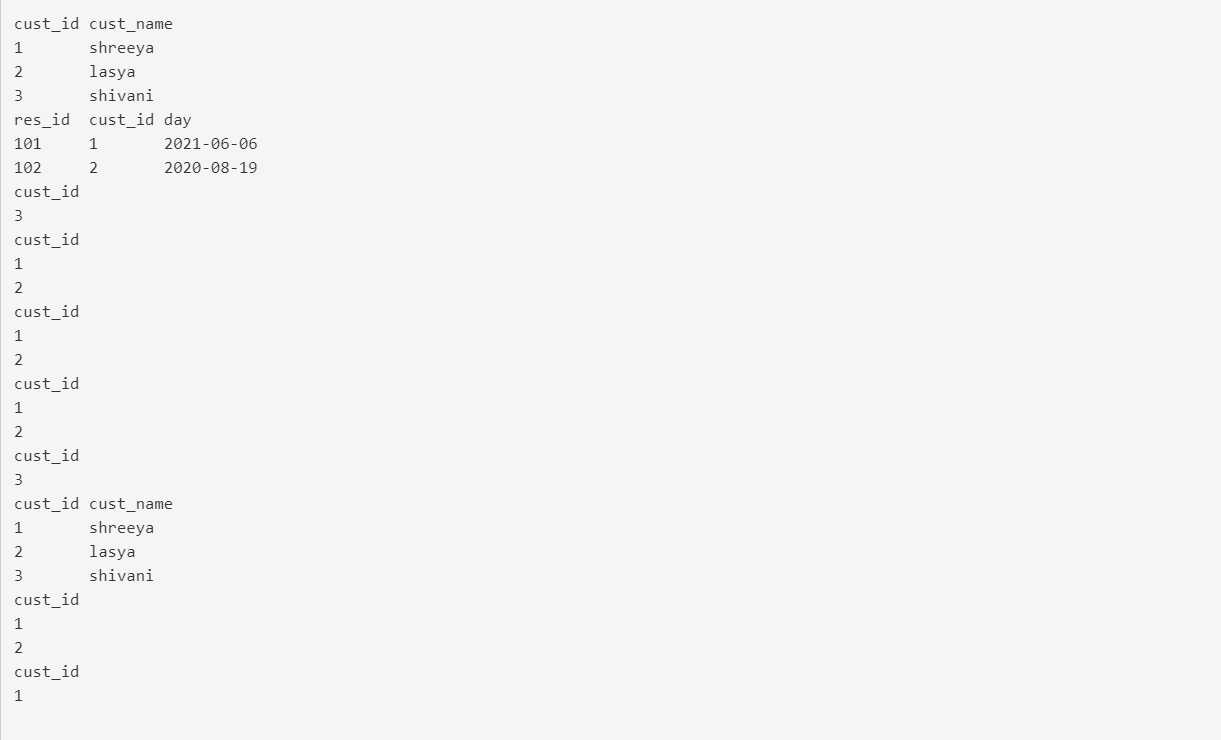 cust_id cust_name
1 shreeya
2 lasya
3 shivani
res_id cust_id day
101 1 2021-06-06
102 2 2020-08-19
cust_id
3
cust_id
1
2
cust_id
1
2
cust_id
1
2
cust_id
3
cust_id cust_name
1 shreeya
2 lasya
3 shivani
cust_id
1
2
cust_id
1